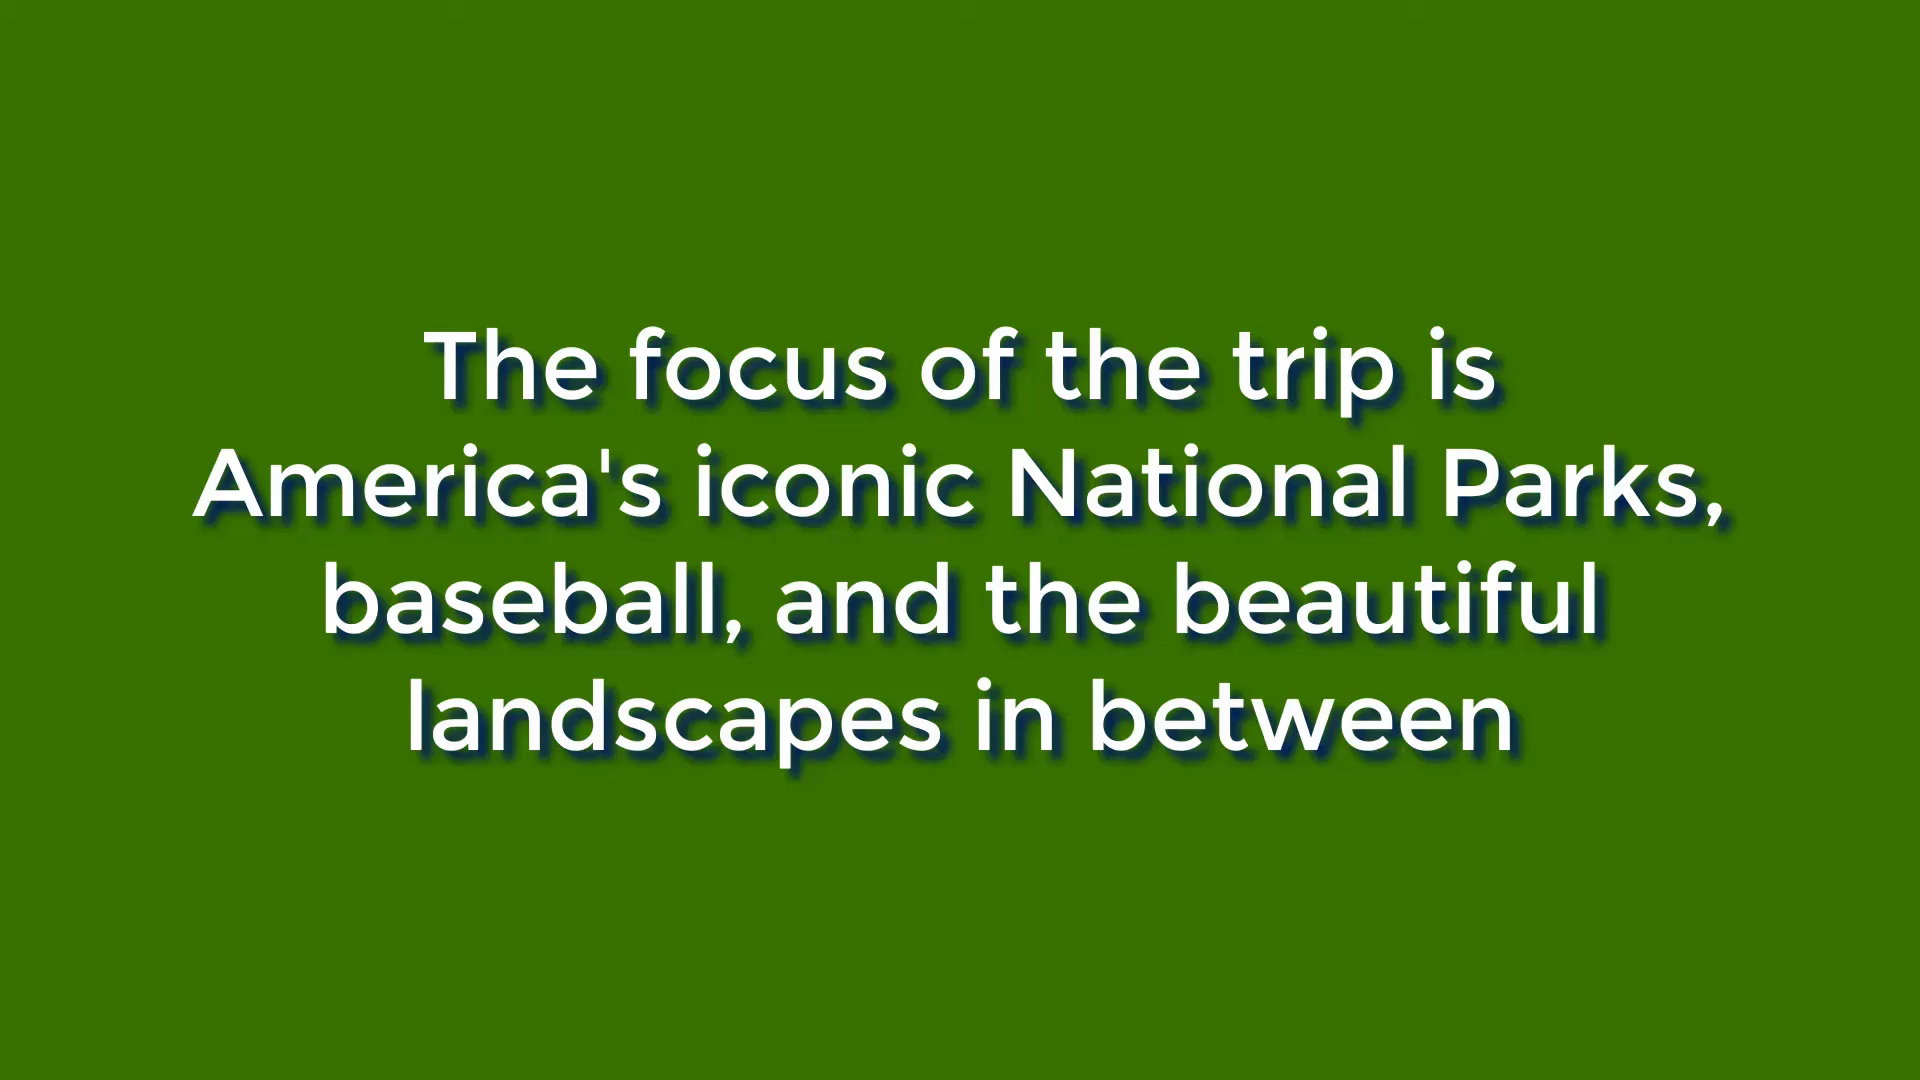 The focus of the trip is
America's iconic National Parks,
baseball, and the beautiful
landscapes in between